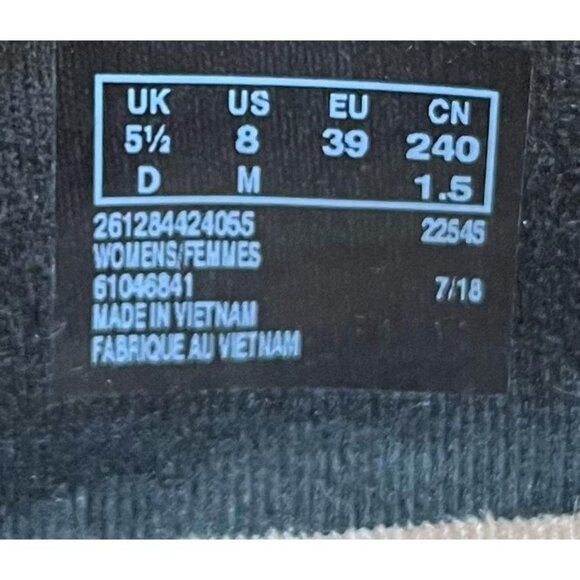 UK US EU CN
5½ 8 39 240
D M 1.5
261284424055 22545
WOMENS/FEMMES
61046841 7/18
MADE IN VIETNAM
FABRIQUE AU VIETNAM